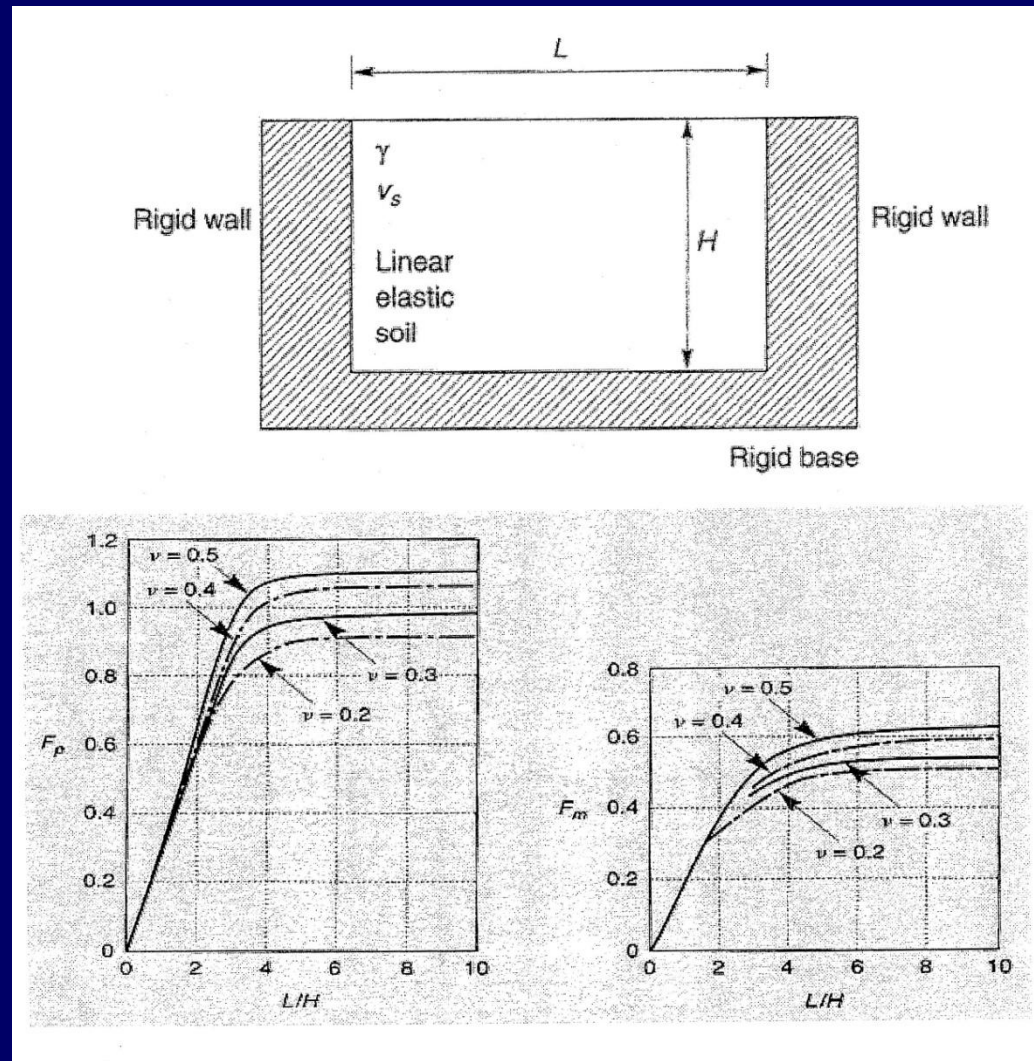 L
γ
v_s
Rigid wall
H
Rigid wall
Linear
elastic
soil
Rigid base
1.2
1.0
0.8
0.6
0.4
0.2
0
F_p
ν = 0.5
ν = 0.4
ν = 0.3
ν = 0.2
0 2 4 6 8 10
L/H
0.8
0.6
0.4
0.2
0
F_m
ν = 0.5
ν = 0.4
ν = 0.3
ν = 0.2
0 2 4 6 8 10
L/H